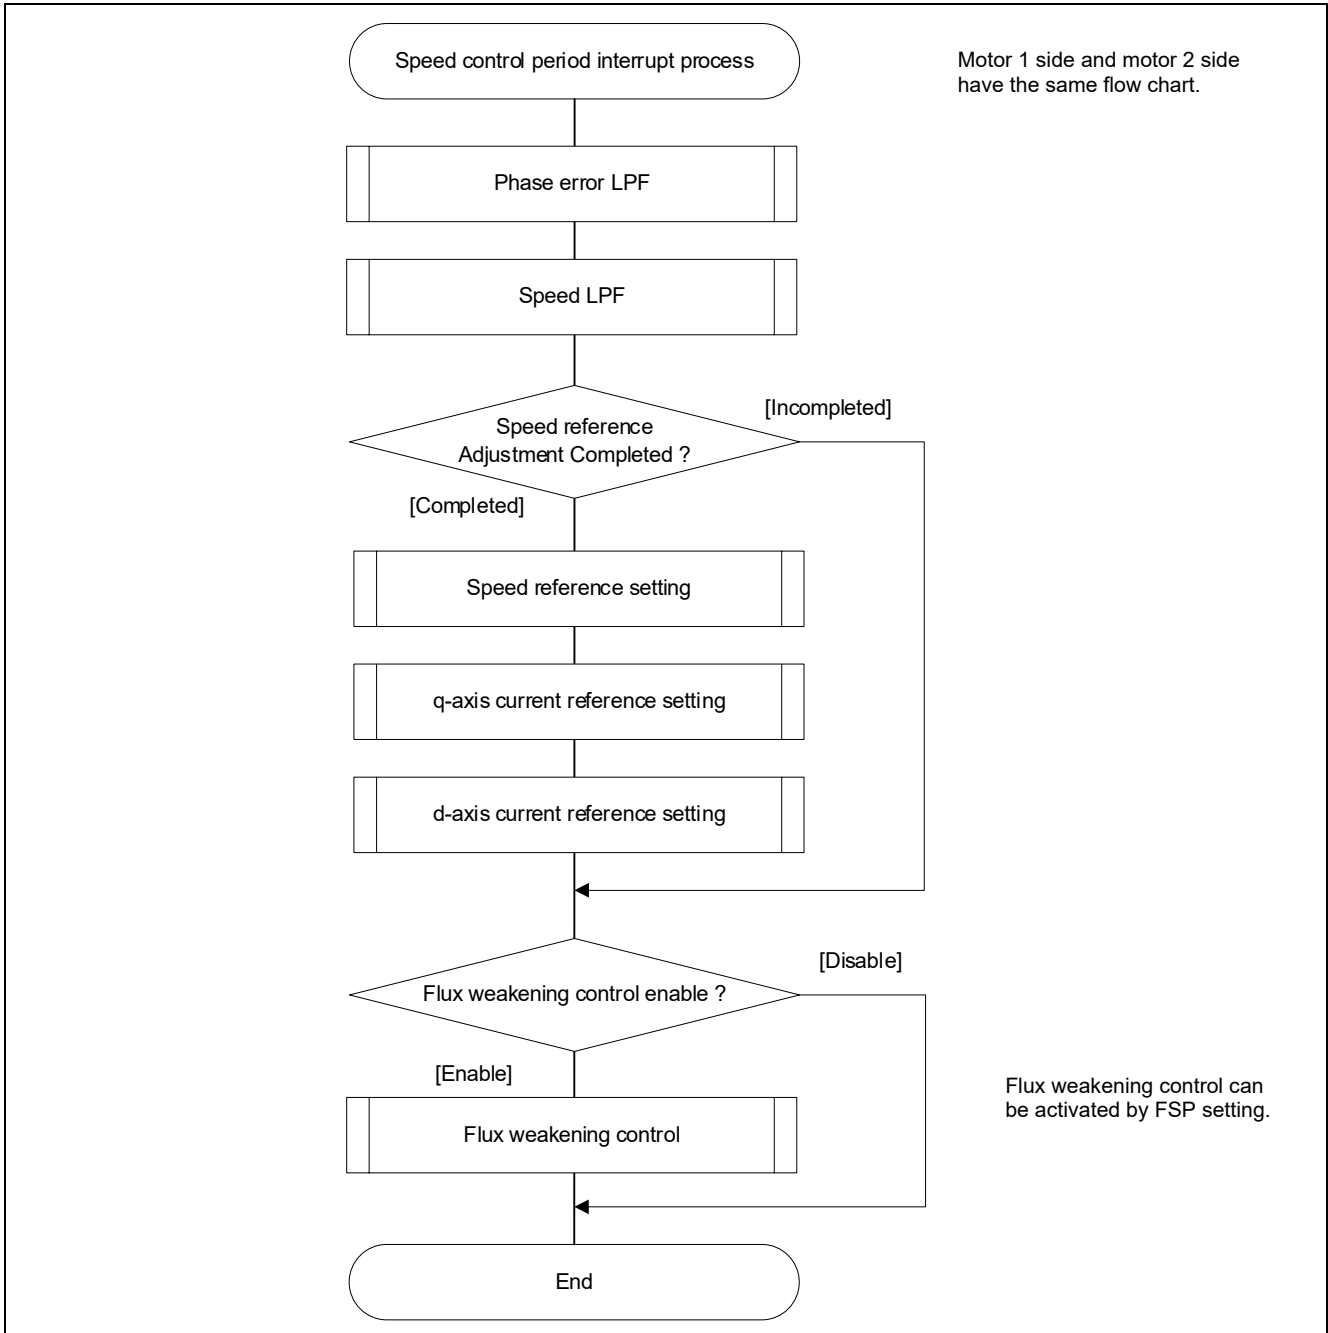 Speed control period interrupt process
Motor 1 side and motor 2 side
have the same flow chart.
Phase error LPF
Speed LPF
[Incompleted]
Speed reference
Adjustment Completed ?
[Completed]
Speed reference setting
q-axis current reference setting
d-axis current reference setting
[Disable]
Flux weakening control enable ?
[Enable]
Flux weakening control can
be activated by FSP setting.
Flux weakening control
End